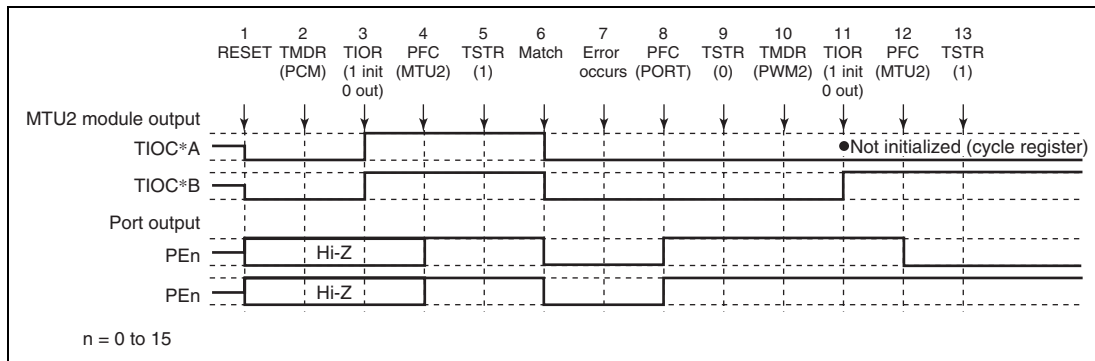 1 2 3 4 5 6 7 8 9 10 11 12 13
RESET TMDR TIOR PFC TSTR Match Error PFC TSTR TMDR TIOR PFC TSTR
(PCM) (1 init (MTU2) (1) occurs (PORT) (0) (PWM2) (1 init (MTU2) (1)
0 out) 0 out)
MTU2 module output
TIOC*A
●Not initialized (cycle register)
TIOC*B
Port output
PEn
Hi-Z
PEn
Hi-Z
n = 0 to 15